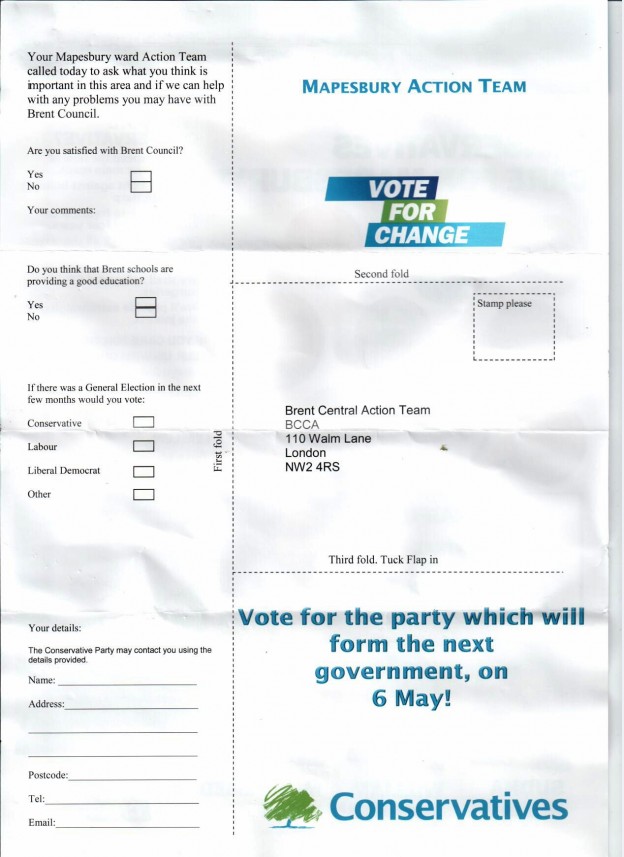 Your Mapesbury ward Action Team
called today to ask what you think is
important in this area and if we can help
with any problems you may have with
Brent Council.
Are you satisfied with Brent Council?
Yes
No
Your comments:
Do you think that Brent schools are
providing a good education?
Yes
No
If there was a General Election in the next
few months would you vote:
Conservative
Labour
Liberal Democrat
Other
Your details:
The Conservative Party may contact you using the
details provided.
Name:
Address:
Postcode:
Tel:
Email:
First fold
MAPESBURY ACTION TEAM
VOTE
FOR
CHANGE
Second fold
Stamp please
Brent Central Action Team
BCCA
110 Walm Lane
London
NW2 4RS
Third fold. Tuck Flap in
Vote for the party which will
form the next
government, on
6 May!
Conservatives